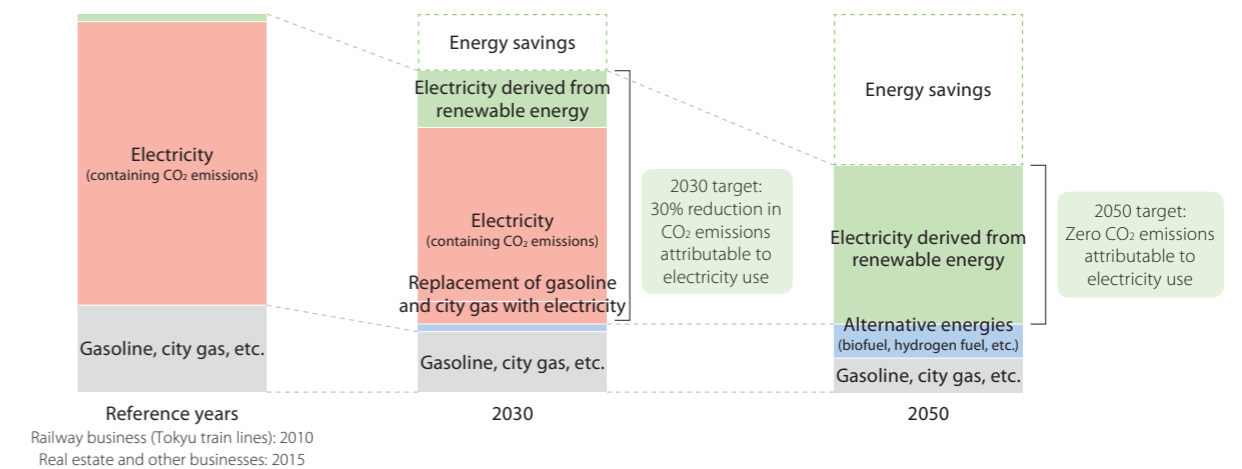 Electricity
(containing CO₂ emissions)
Gasoline, city gas, etc.
Reference years
Railway business (Tokyu train lines): 2010
Real estate and other businesses: 2015
Energy savings
Electricity derived from
renewable energy
Electricity
(containing CO₂ emissions)
Replacement of gasoline
and city gas with electricity
Gasoline, city gas, etc.
2030
2030 target:
30% reduction in
CO₂ emissions
attributable to
electricity use
Energy savings
Electricity derived from
renewable energy
Alternative energies
(biofuel, hydrogen fuel, etc.)
Gasoline, city gas, etc.
2050
2050 target:
Zero CO₂ emissions
attributable to
electricity use